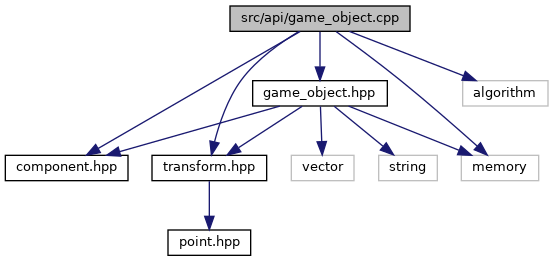 src/api/game_object.cpp
game_object.hpp
algorithm
component.hpp
transform.hpp
vector
string
memory
point.hpp